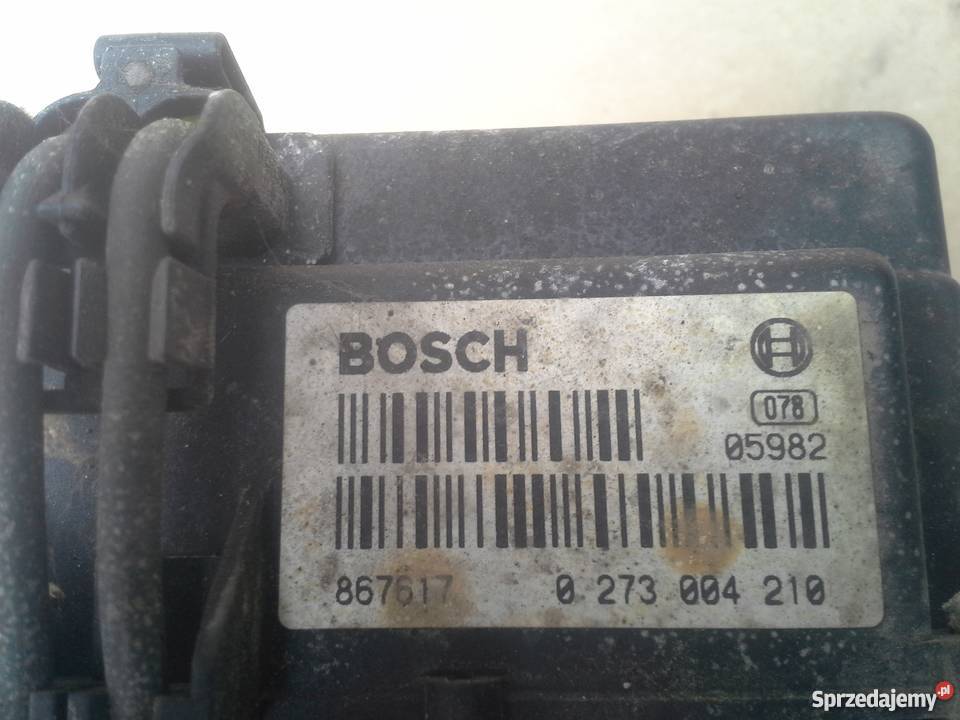 BOSCH
078
05982
867617 0 273 004 210
Sprzedajemy.pl